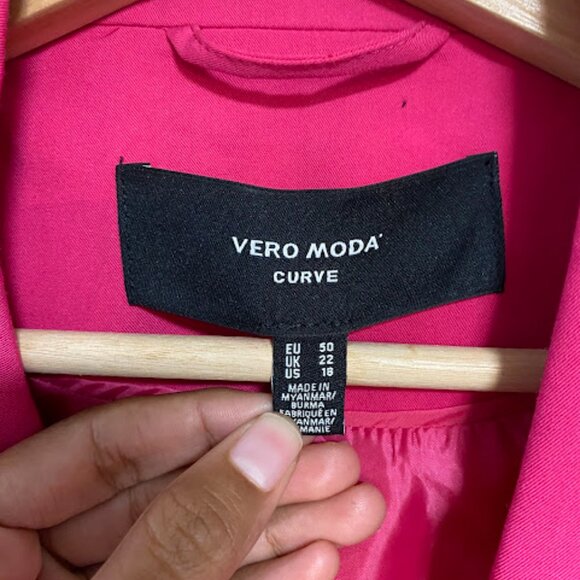 VERO MODA
CURVE
EU 50
UK 22
US 18
MADE IN
MYANMAR/
BURMA
FABRIQUÉ EN